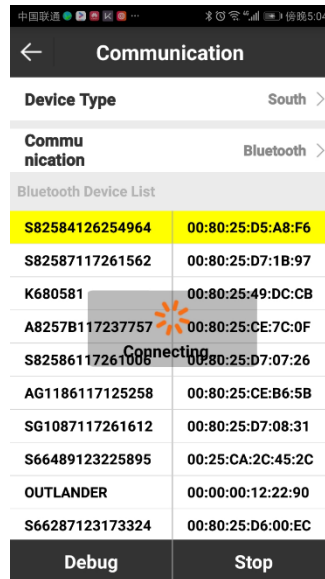 中国联通 ... 傍晚5:04
Communication
Device Type South
Commu
nication Bluetooth
Bluetooth Device List
S82584126254964 00:80:25:D5:A8:F6
S82587117261562 00:80:25:D7:1B:97
K680581 00:80:25:49:DC:CB
A8257B117237757 00:80:25:CE:7C:0F
Connecting...
S82586117261006 00:80:25:D7:07:26
AG1186117125258 00:80:25:CE:B6:5B
SG1087117261612 00:80:25:D7:08:31
S66489123225895 00:25:CA:2C:45:2C
OUTLANDER 00:00:00:12:22:90
S66287123173324 00:80:25:D6:00:EC
Debug Stop